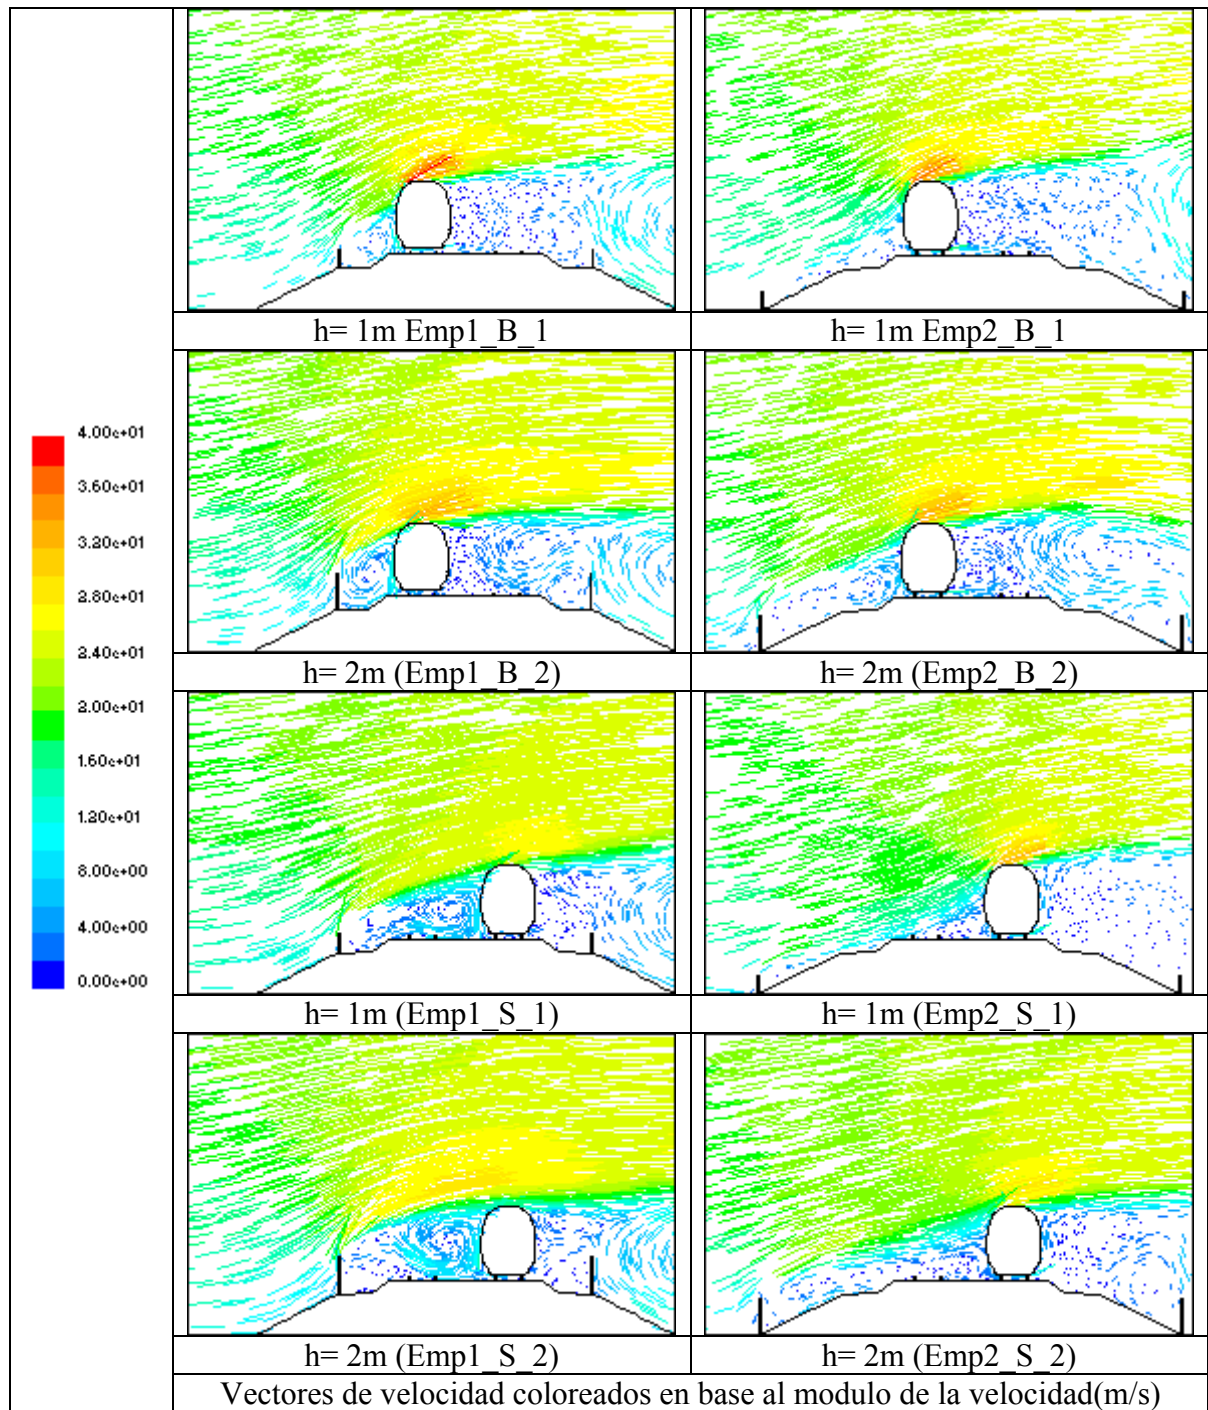 h= 1m Emp1_B_1
h= 1m Emp2_B_1
4.00e+01
3.60e+01
3.20e+01
2.80e+01
2.40e+01
2.00e+01
1.60e+01
1.20e+01
8.00e+00
4.00e+00
0.00e+00
h= 2m (Emp1_B_2)
h= 2m (Emp2_B_2)
h= 1m (Emp1_S_1)
h= 1m (Emp2_S_1)
h= 2m (Emp1_S_2)
h= 2m (Emp2_S_2)
Vectores de velocidad coloreados en base al modulo de la velocidad(m/s)